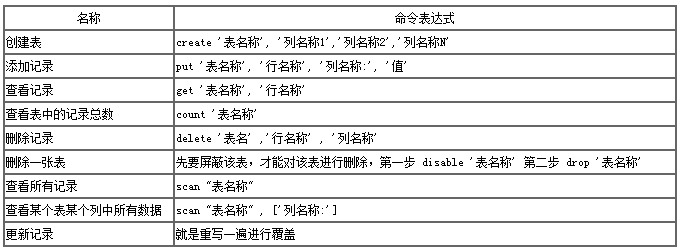 名称 命令表达式
创建表 create '表名称', '列名称1','列名称2','列名称N'
添加记录 put '表名称', '行名称', '列名称:', '值'
查看记录 get '表名称', '行名称'
查看表中的记录总数 count '表名称'
删除记录 delete '表名' ,'行名称' , '列名称'
删除一张表 先要屏蔽该表，才能对该表进行删除，第一步 disable '表名称' 第二步 drop '表名称'
查看所有记录 scan "表名称"
查看某个表某个列中所有数据 scan "表名称" , ['列名称:']
更新记录 就是重写一遍进行覆盖